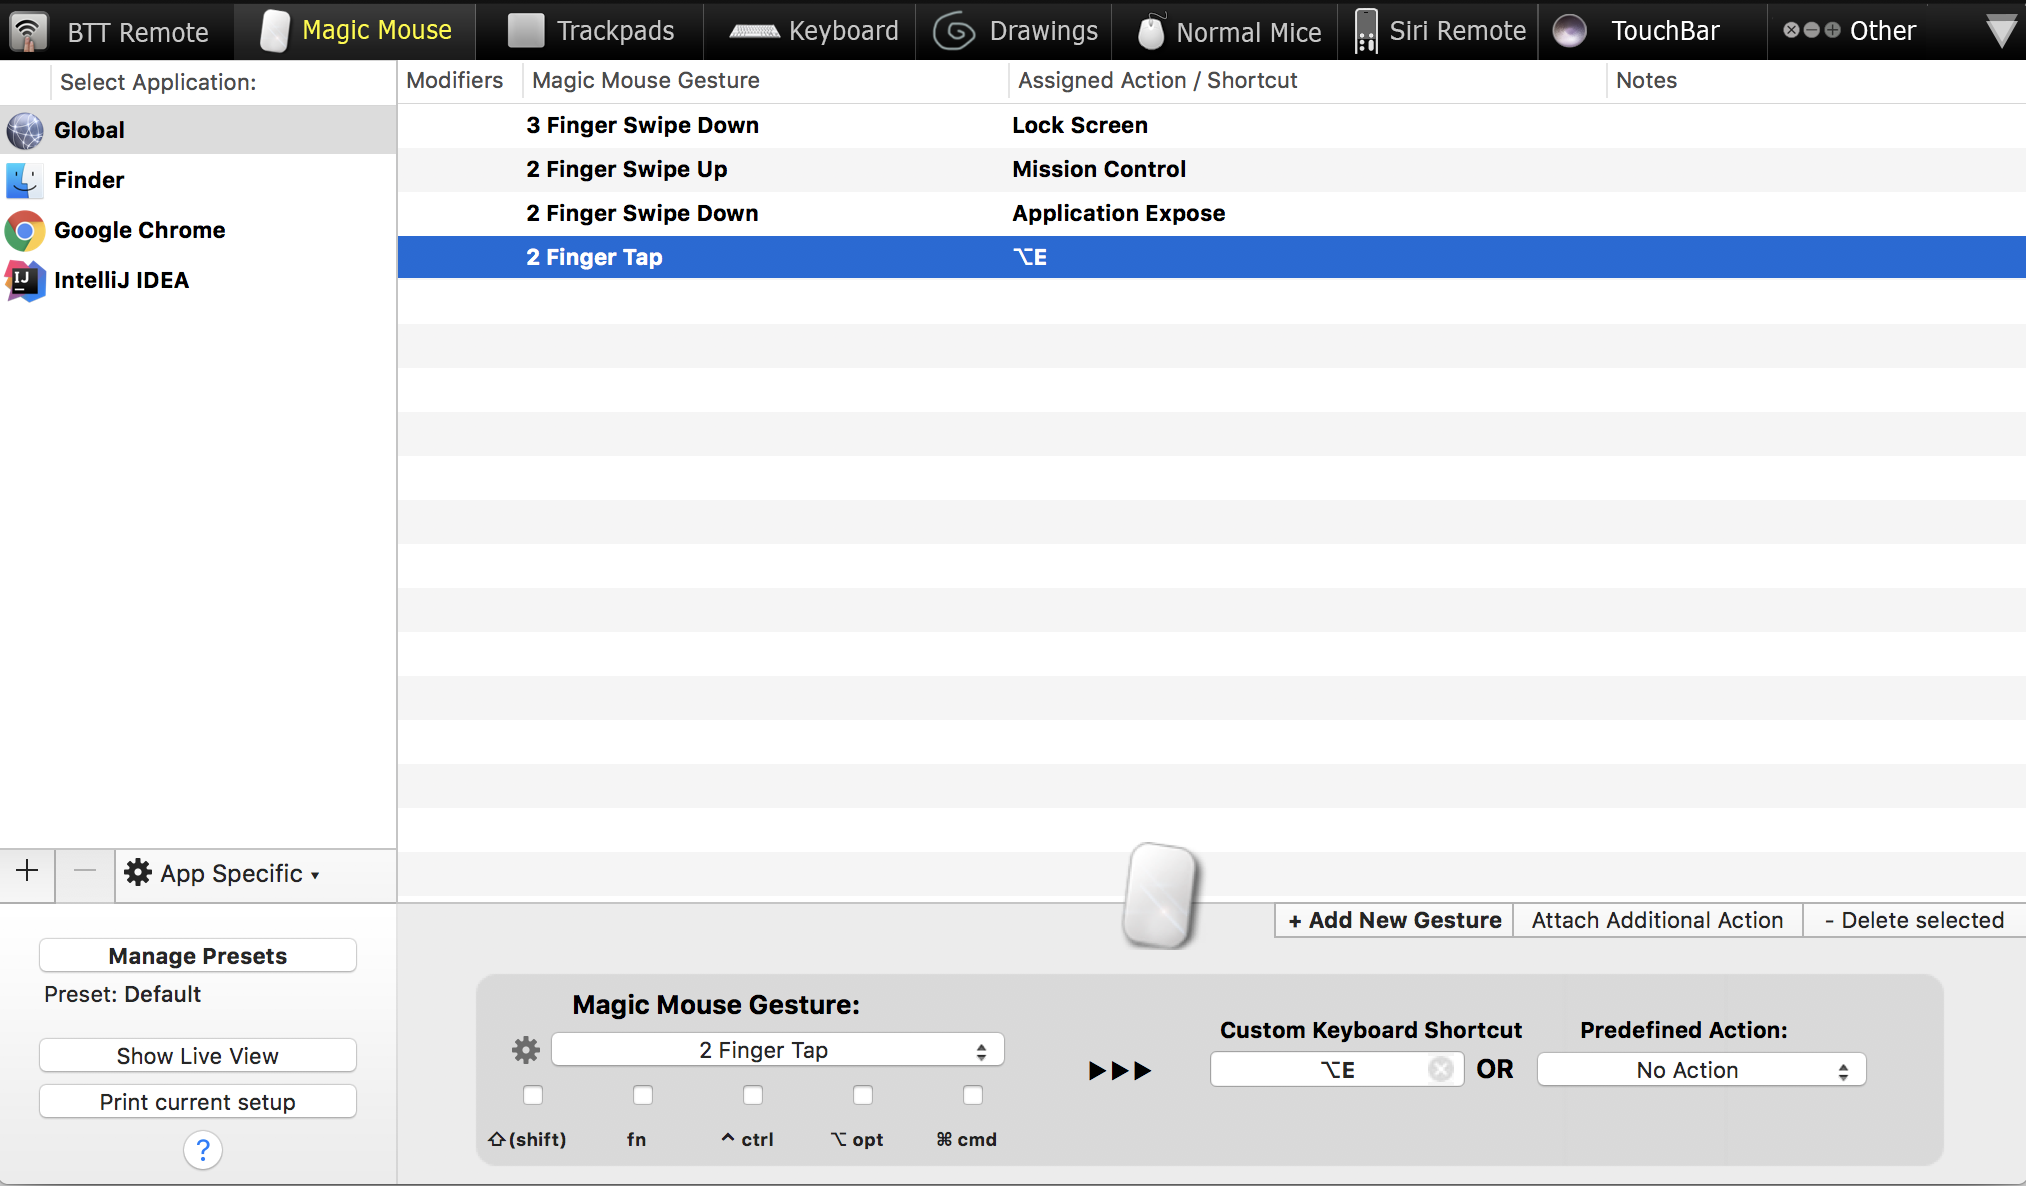 BTT Remote
Magic Mouse
Trackpads
Keyboard
Drawings
Normal Mice
Siri Remote
TouchBar
Other
Select Application:
Modifiers
Magic Mouse Gesture
Assigned Action / Shortcut
Notes
Global
Finder
Google Chrome
IntelliJ IDEA
3 Finger Swipe Down
Lock Screen
2 Finger Swipe Up
Mission Control
2 Finger Swipe Down
Application Expose
2 Finger Tap
⌥E
App Specific ▾
Manage Presets
Preset: Default
Show Live View
Print current setup
?
+ Add New Gesture
Attach Additional Action
- Delete selected
Magic Mouse Gesture:
2 Finger Tap
⇧(shift)
fn
^ ctrl
⌥ opt
⌘ cmd
▶▶▶
Custom Keyboard Shortcut
⌥E
OR
Predefined Action:
No Action